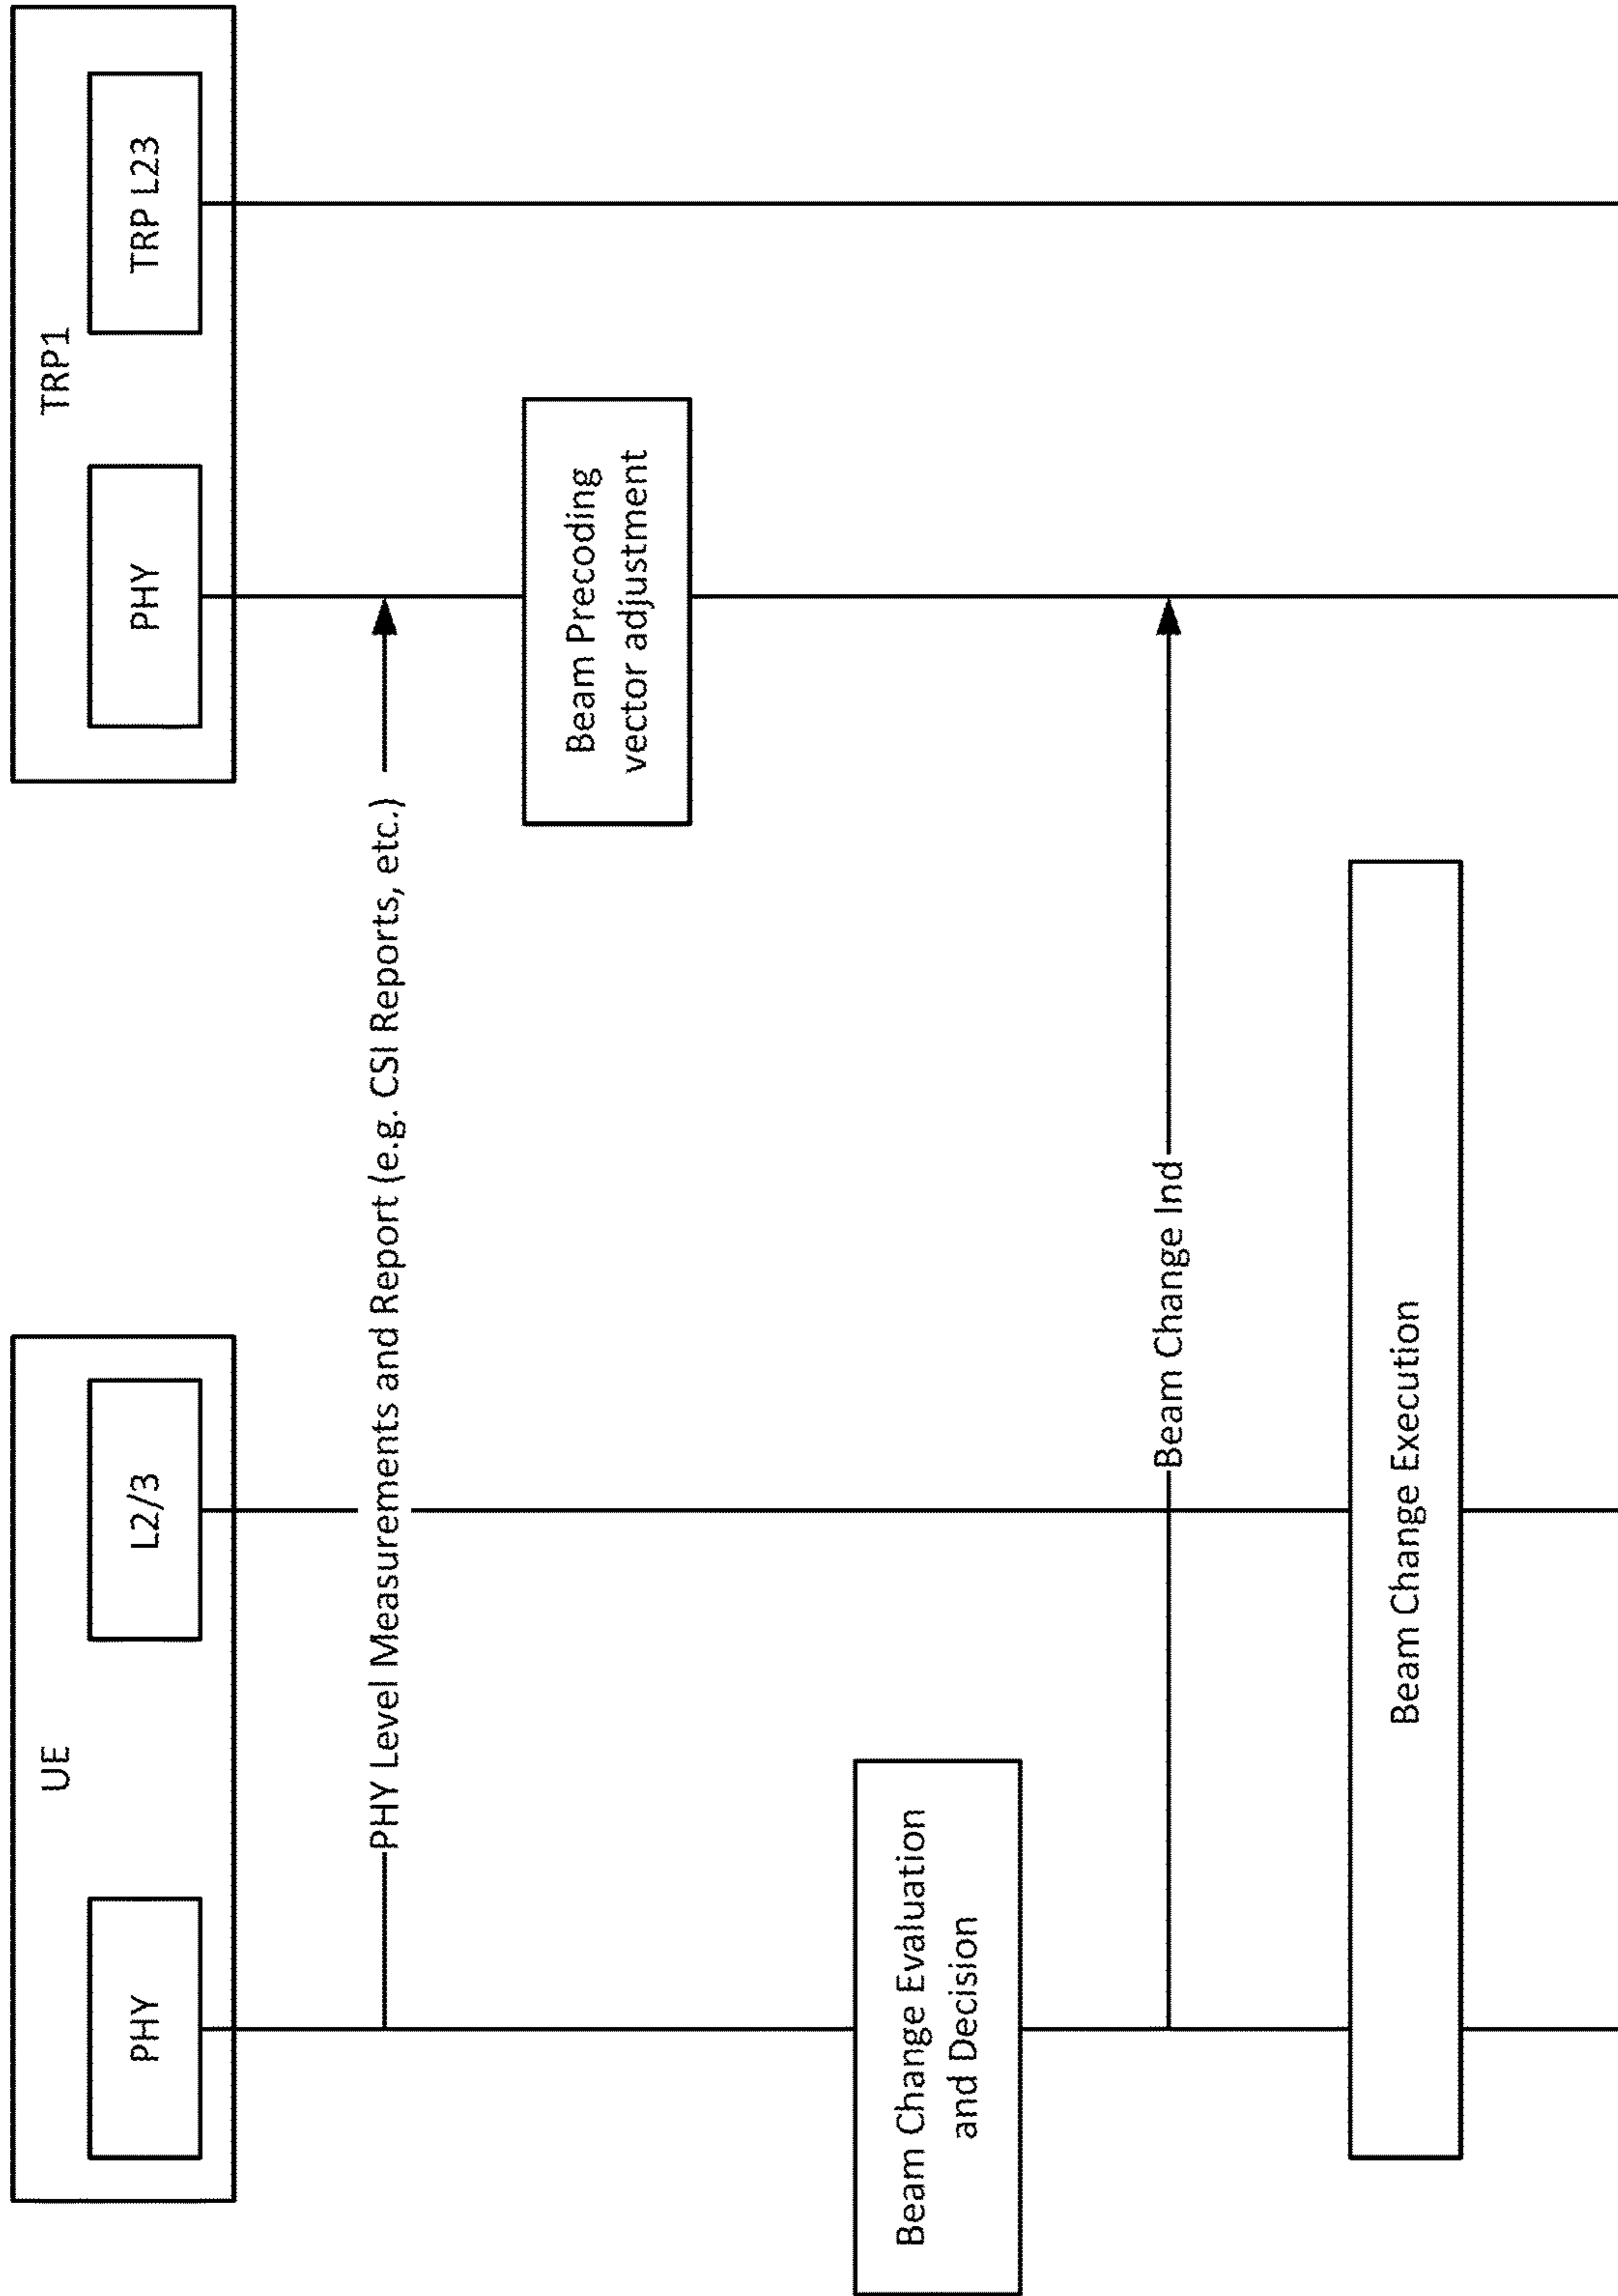 UE
TRP1
PHY
L2/3
PHY
TRP L23
PHY Level Measurements and Report (e.g. CSI Reports, etc.)
Beam Precoding
vector adjustment
Beam Change Evaluation
and Decision
Beam Change Ind
Beam Change Execution